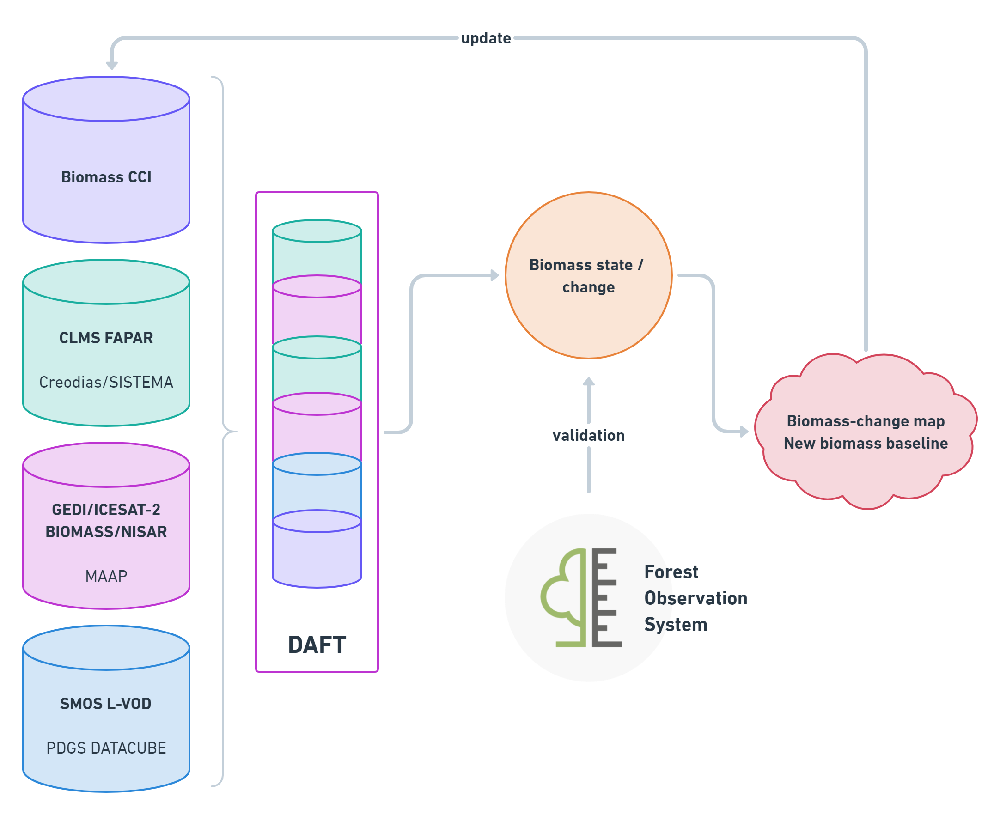 update
Biomass CCI
CLMS FAPAR
Creodias/SISTEMA
GEDI/ICESAT-2
BIOMASS/NISAR
MAAP
SMOS L-VOD
PDGS DATACUBE
DAFT
Biomass state /
change
validation
Forest
Observation
System
Biomass-change map
New biomass baseline